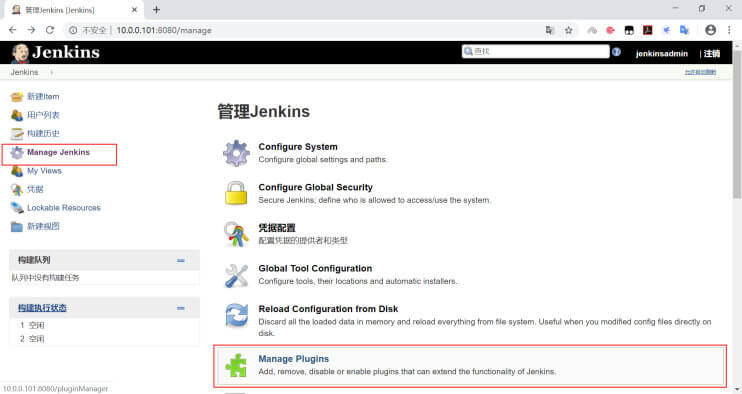 管理Jenkins [Jenkins]
不安全 | 10.0.0.101:8080/manage
Jenkins
查找
jenkinsadmin | 注销
Jenkins
允许自动刷新
新建Item
用户列表
构建历史
Manage Jenkins
My Views
凭据
Lockable Resources
新建视图
构建队列
队列中没有构建任务
构建执行状态
1 空闲
2 空闲
管理Jenkins
Configure System
Configure global settings and paths.
Configure Global Security
Secure Jenkins; define who is allowed to access/use the system.
凭据配置
配置凭据的提供者和类型
Global Tool Configuration
Configure tools, their locations and automatic installers.
Reload Configuration from Disk
Discard all the loaded data in memory and reload everything from file system. Useful when you modified config files directly on
disk.
Manage Plugins
Add, remove, disable or enable plugins that can extend the functionality of Jenkins.
10.0.0.101:8080/pluginManager